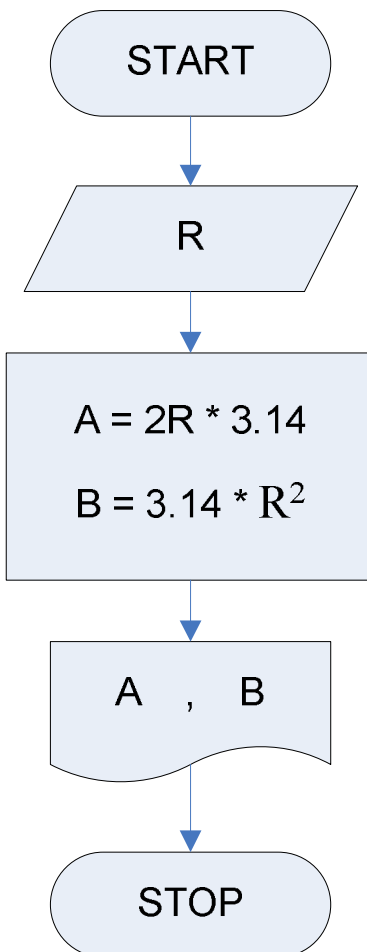 START
R
A = 2R * 3.14
B = 3.14 * R²
A , B
STOP